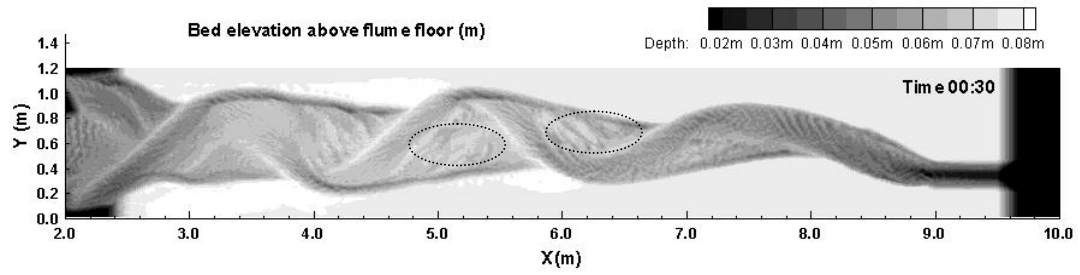 Bed elevation above flume floor (m)
Depth: 0.02m 0.03m 0.04m 0.05m 0.06m 0.07m 0.08m
Time 00:30
Y (m)
1.4
1.2
1.0
0.8
0.6
0.4
0.2
0.0
2.0 3.0 4.0 5.0 6.0 7.0 8.0 9.0 10.0
X (m)